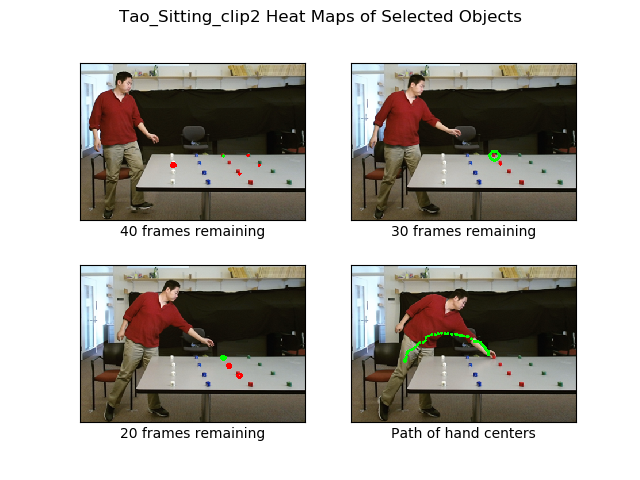 Tao_Sitting_clip2 Heat Maps of Selected Objects
40 frames remaining
30 frames remaining
20 frames remaining
Path of hand centers